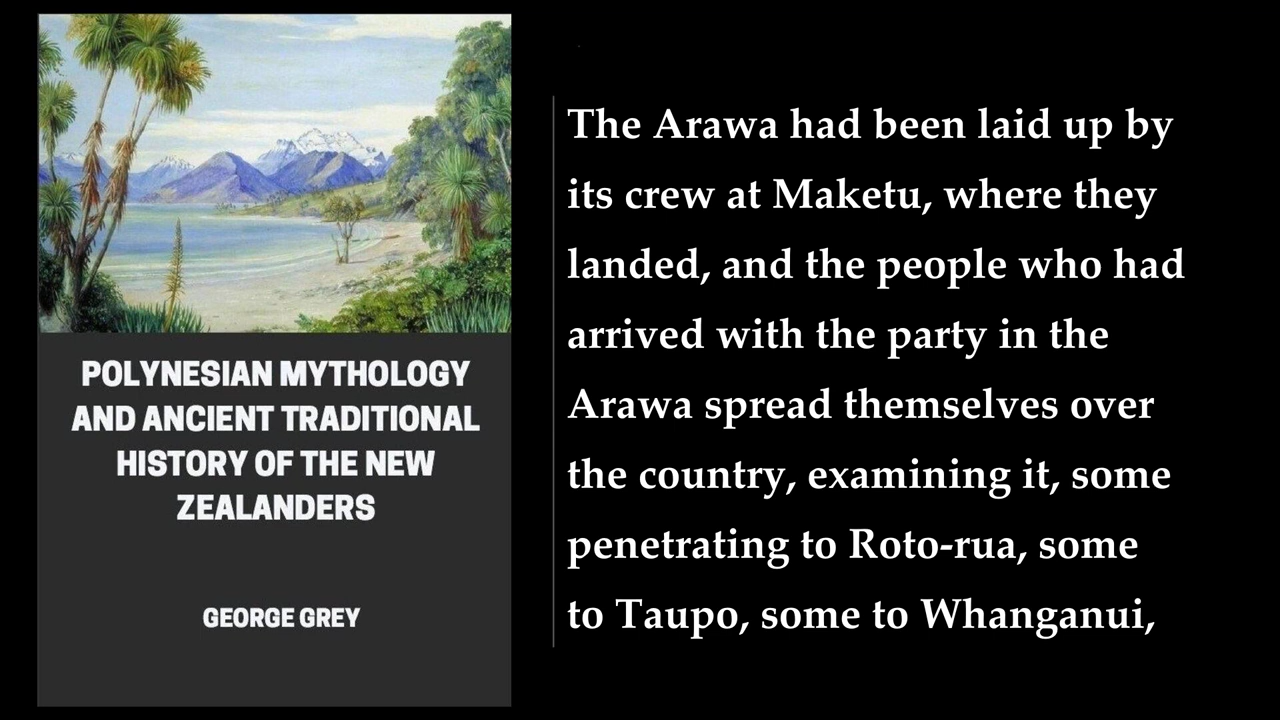 POLYNESIAN MYTHOLOGY
AND ANCIENT TRADITIONAL
HISTORY OF THE NEW
ZEALANDERS
GEORGE GREY
The Arawa had been laid up by
its crew at Maketu, where they
landed, and the people who had
arrived with the party in the
Arawa spread themselves over
the country, examining it, some
penetrating to Roto-rua, some
to Taupo, some to Whanganui,